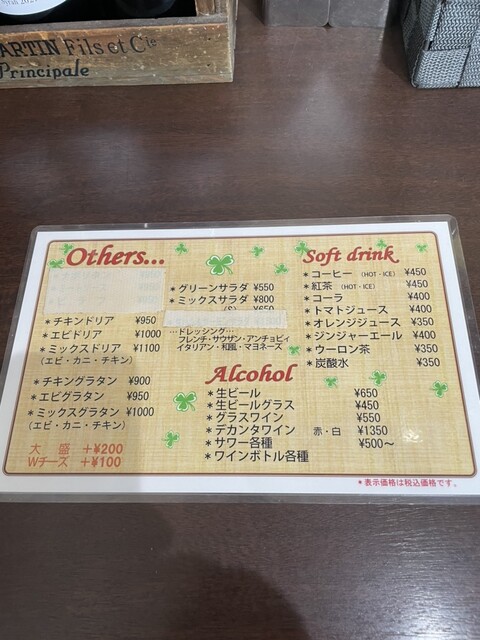 MARTIN Fils et Cie
Principale
Others...
＊チキンドリア ¥950
＊エビドリア ¥1000
＊ミックスドリア ¥1100
(エビ・カニ・チキン)
＊チキングラタン ¥900
＊エビグラタン ¥950
＊ミックスグラタン ¥1000
(エビ・カニ・チキン)
大　盛 ＋¥200
Wチーズ ＋¥100
＊グリーンサラダ ¥550
＊ミックスサラダ ¥800
(S) ¥650
…ドレッシング…
フレンチ・サウザン・アンチョビィ
イタリアン・和風・マヨネーズ
Soft drink
＊コーヒー (HOT・ICE) ¥450
＊紅茶 (HOT・ICE) ¥450
＊コーラ ¥400
＊トマトジュース ¥400
＊オレンジジュース ¥350
＊ジンジャーエール ¥400
＊ウーロン茶 ¥350
＊炭酸水 ¥350
Alcohol
＊生ビール ¥650
＊生ビールグラス ¥450
＊グラスワイン ¥550
＊デカンタワイン 赤・白 ¥1350
＊サワー各種 ¥500～
＊ワインボトル各種
＊表示価格は税込価格です。